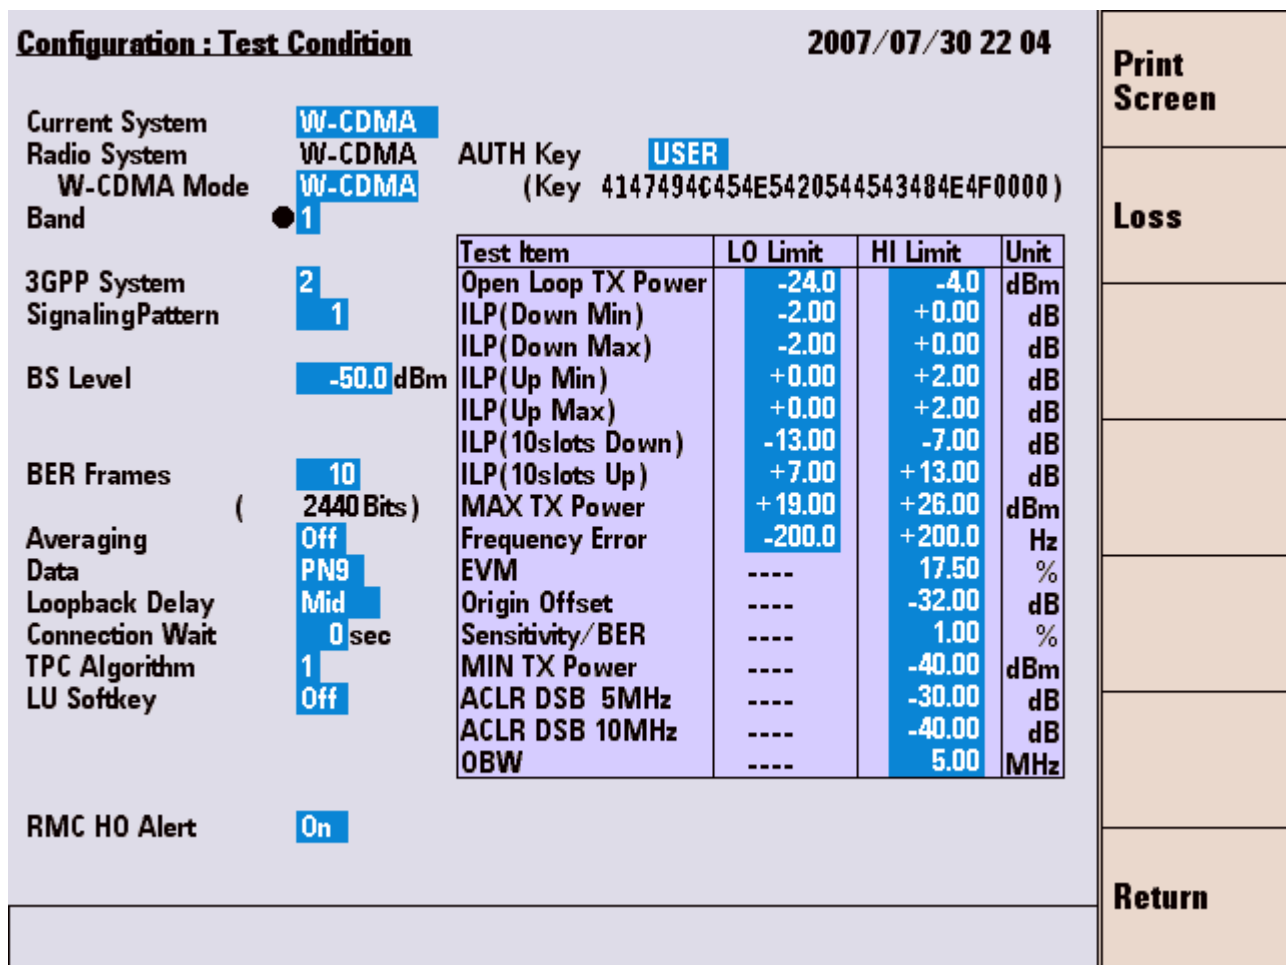 Configuration : Test Condition 2007/07/30 22 04
Current System W-CDMA
Radio System W-CDMA AUTH Key USER
W-CDMA Mode W-CDMA (Key 4147494C454E5420544543484E4F0000)
Band 1
3GPP System 2
SignalingPattern 1
BS Level -50.0 dBm
BER Frames 10
( 2440 Bits )
Averaging Off
Data PN9
Loopback Delay Mid
Connection Wait 0 sec
TPC Algorithm 1
LU Softkey Off
RMC HO Alert On
Test Item LO Limit HI Limit Unit
Open Loop TX Power -24.0 -4.0 dBm
ILP(Down Min) -2.00 +0.00 dB
ILP(Down Max) -2.00 +0.00 dB
ILP(Up Min) +0.00 +2.00 dB
ILP(Up Max) +0.00 +2.00 dB
ILP(10slots Down) -13.00 -7.00 dB
ILP(10slots Up) +7.00 +13.00 dB
MAX TX Power +19.00 +26.00 dBm
Frequency Error -200.0 +200.0 Hz
EVM ---- 17.50 %
Origin Offset ---- -32.00 dB
Sensitivity/BER ---- 1.00 %
MIN TX Power ---- -40.00 dBm
ACLR DSB 5MHz ---- -30.00 dB
ACLR DSB 10MHz ---- -40.00 dB
OBW ---- 5.00 MHz
Print
Screen
Loss
Return